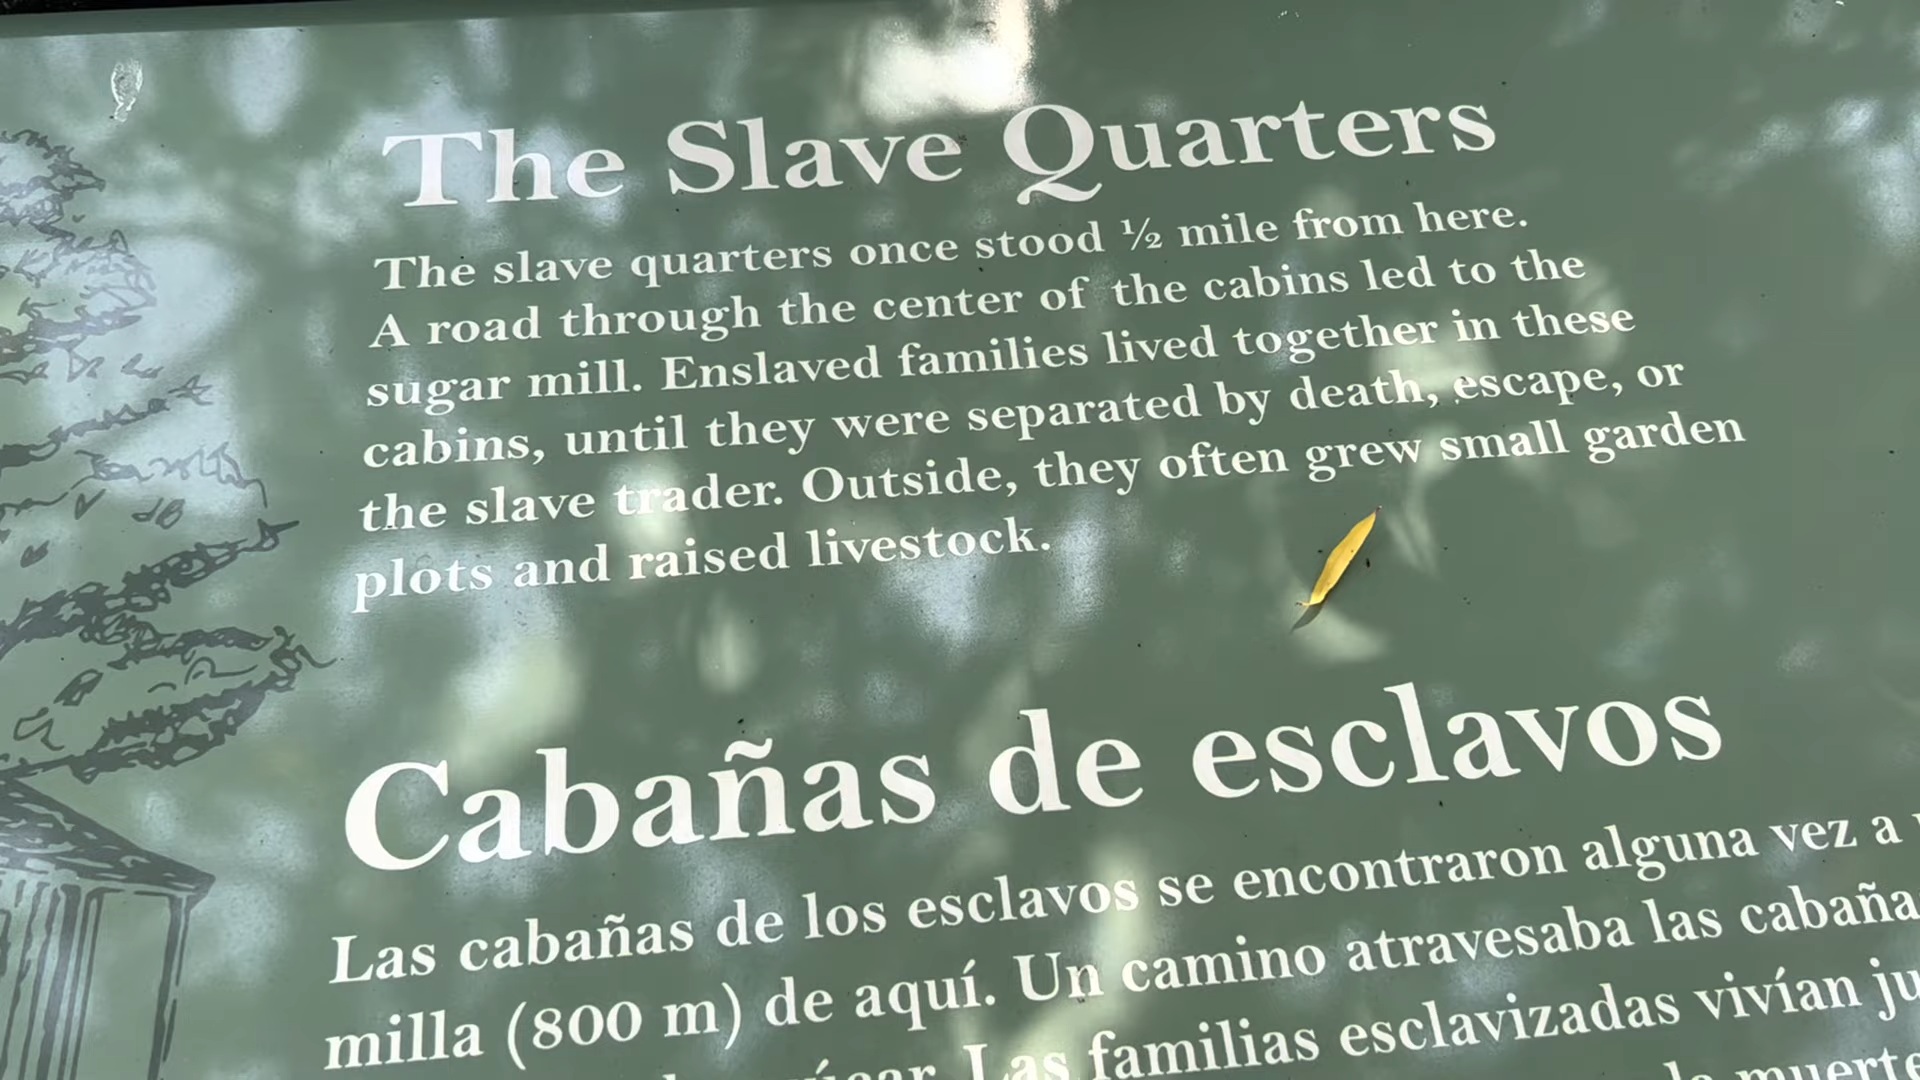 The Slave Quarters
The slave quarters once stood ½ mile from here.
A road through the center of the cabins led to the
sugar mill. Enslaved families lived together in these
cabins, until they were separated by death, escape, or
the slave trader. Outside, they often grew small garden
plots and raised livestock.
Cabañas de esclavos
Las cabañas de los esclavos se encontraron alguna vez a
milla (800 m) de aquí. Un camino atravesaba las
Las familias esclavizadas vivían
muerte